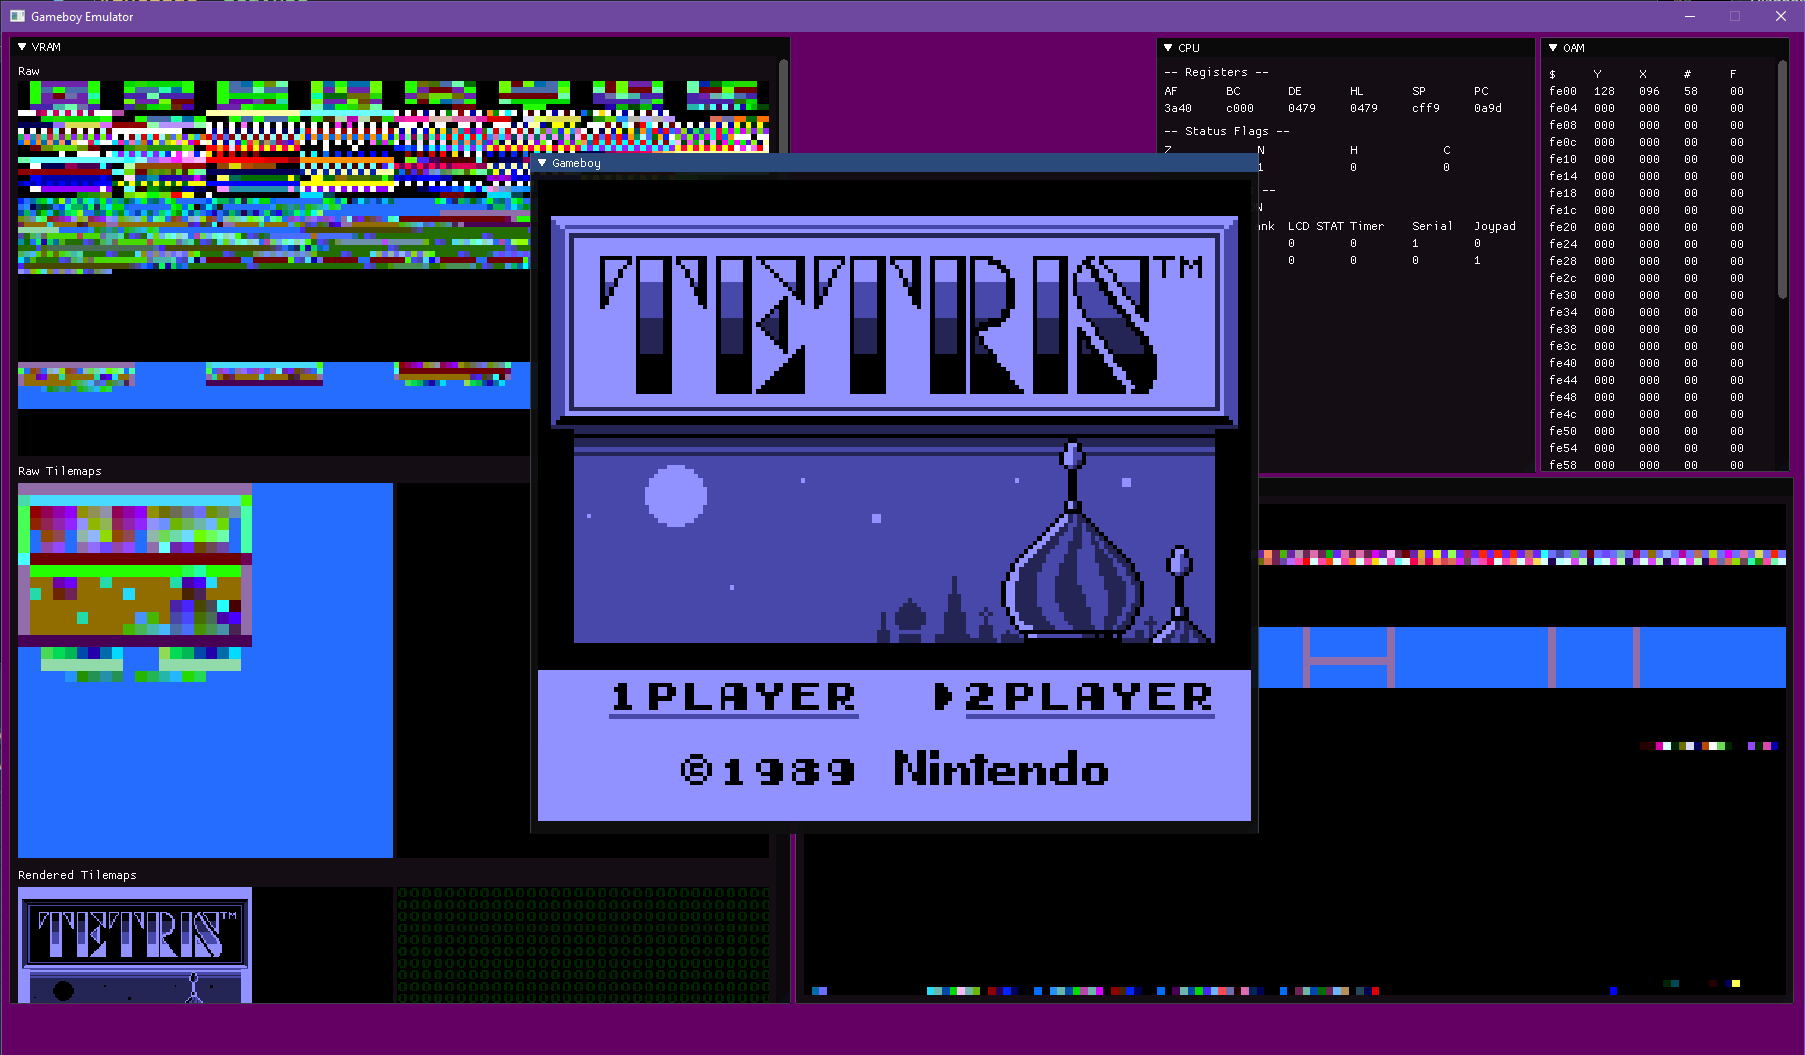 Gameboy Emulator
VRAM
Raw
CPU
-- Registers --
AF BC DE HL SP PC
3a40 c000 0479 0479 cff9 0a9d
-- Status Flags --
Z N H C
1 0 0
--
N
ank LCD STAT Timer Serial Joypad
0 0 1 0
0 0 0 1
OAM
$ Y X # F
fe00 128 096 58 00
fe04 000 000 00 00
fe08 000 000 00 00
fe0c 000 000 00 00
fe10 000 000 00 00
fe14 000 000 00 00
fe18 000 000 00 00
fe1c 000 000 00 00
fe20 000 000 00 00
fe24 000 000 00 00
fe28 000 000 00 00
fe2c 000 000 00 00
fe30 000 000 00 00
fe34 000 000 00 00
fe38 000 000 00 00
fe3c 000 000 00 00
fe40 000 000 00 00
fe44 000 000 00 00
fe48 000 000 00 00
fe4c 000 000 00 00
fe50 000 000 00 00
fe54 000 000 00 00
fe58 000 000 00 00
Gameboy
TETRIS™
1PLAYER 2PLAYER
©1989 Nintendo
Raw Tilemaps
Rendered Tilemaps
TETRIS™